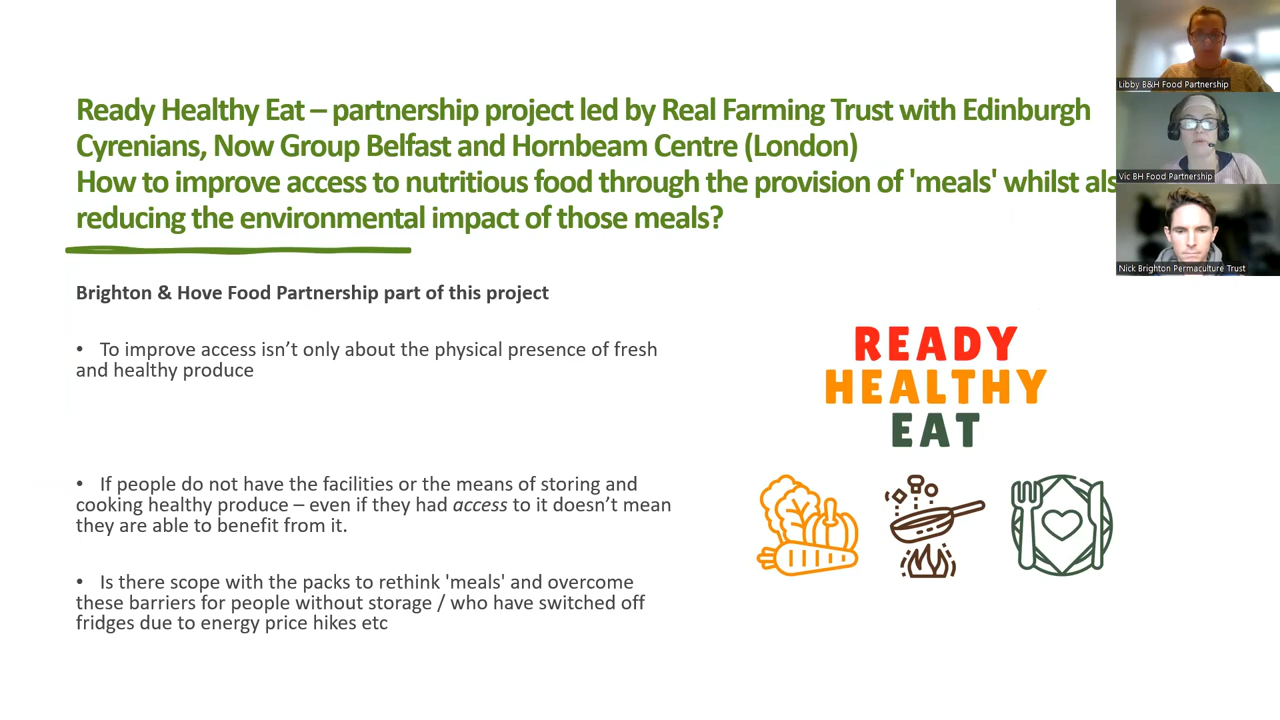 Ready Healthy Eat – partnership project led by Real Farming Trust with Edinburgh
Cyrenians, Now Group Belfast and Hornbeam Centre (London)
How to improve access to nutritious food through the provision of 'meals' whilst als
reducing the environmental impact of those meals?
Brighton & Hove Food Partnership part of this project
• To improve access isn’t only about the physical presence of fresh
and healthy produce
• If people do not have the facilities or the means of storing and
cooking healthy produce – even if they had access to it doesn’t mean
they are able to benefit from it.
• Is there scope with the packs to rethink 'meals' and overcome
these barriers for people without storage / who have switched off
fridges due to energy price hikes etc
READY
HEALTHY
EAT
Libby B&H Food Partnership
Vic BH Food Partnership
Nick Brighton Permaculture Trust